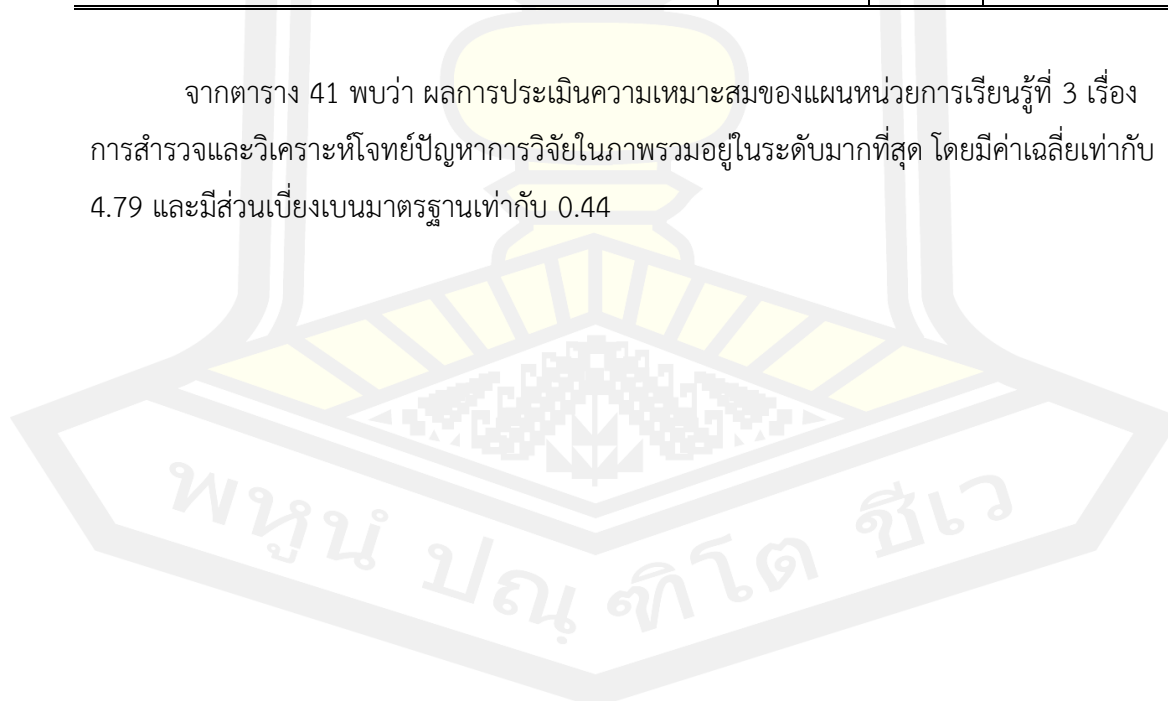 จากตาราง 41 พบว่า ผลการประเมินความเหมาะสมของแผนหน่วยการเรียนรู้ที่ 3 เรื่อง
การสำรวจและวิเคราะห์โจทย์ปัญหาการวิจัยในภาพรวมอยู่ในระดับมากที่สุด โดยมีค่าเฉลี่ยเท่ากับ
4.79 และมีส่วนเบี่ยงเบนมาตรฐานเท่ากับ 0.44
พหูนํ ปณฺฑิโต ชีเว